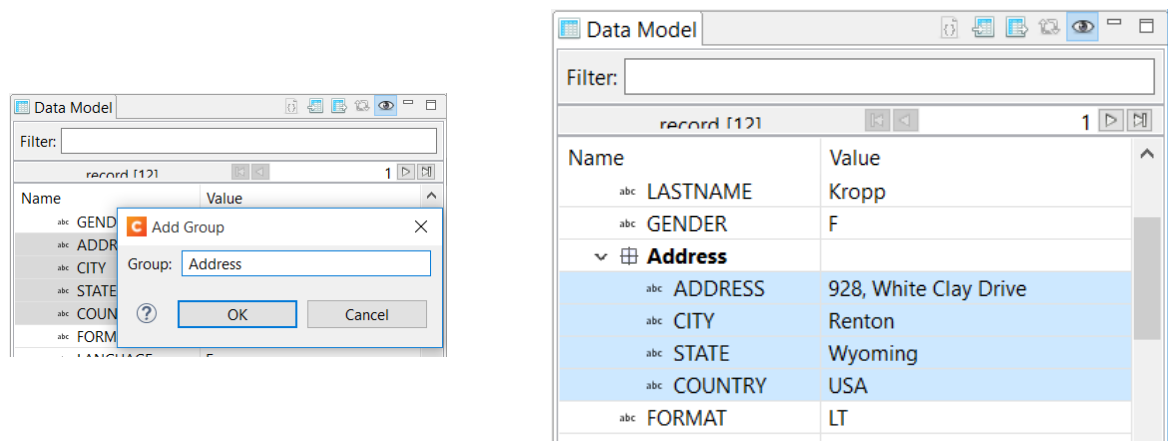 Data Model
Filter:
record [12]
1
Name Value
abc GEND
abc ADDR
abc CITY
abc STATE
abc COUN
abc FORM
LANGUAGE F
C Add Group
Group: Address
? OK Cancel
Data Model
Filter:
record [12]
1
Name Value
abc LASTNAME Kropp
abc GENDER F
Address
abc ADDRESS 928, White Clay Drive
abc CITY Renton
abc STATE Wyoming
abc COUNTRY USA
abc FORMAT LT